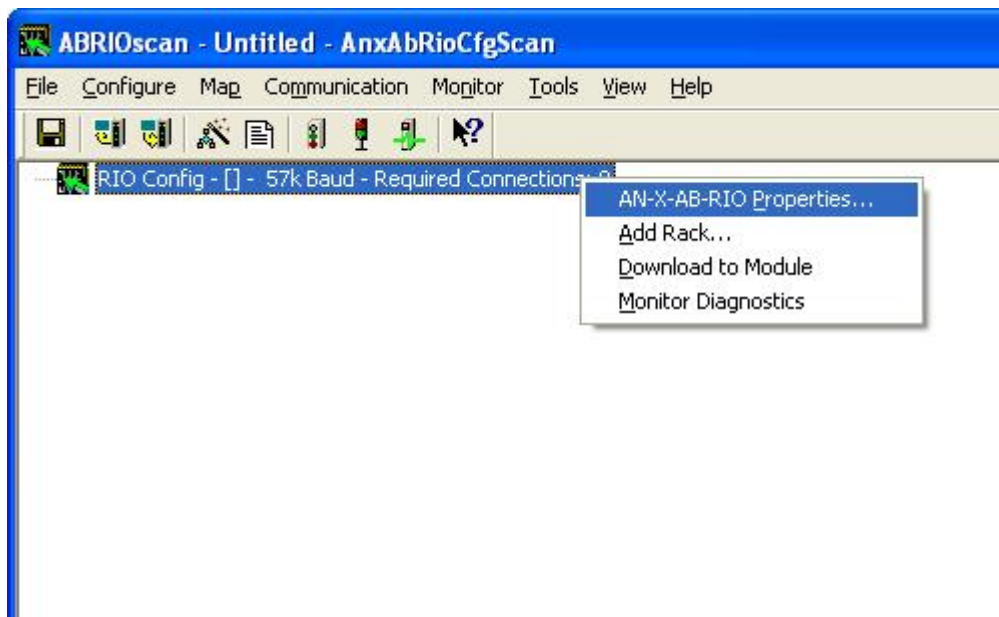 ABRIOscan - Untitled - AnxAbRioCfgScan
File Configure Map Communication Monitor Tools View Help
RIO Config - [] - 57k Baud - Required Connections:
AN-X-AB-RIO Properties...
Add Rack...
Download to Module
Monitor Diagnostics